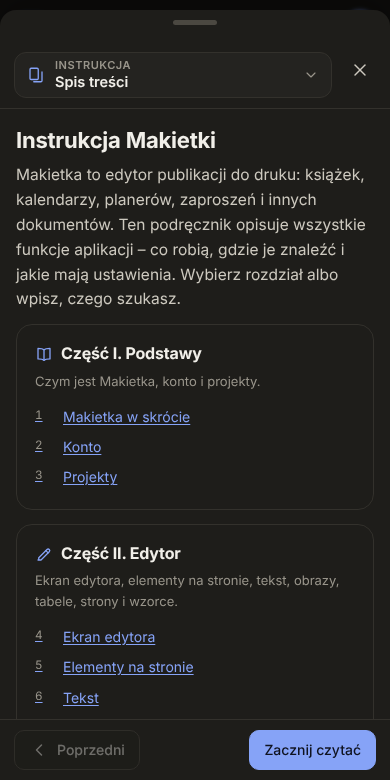 INSTRUKCJA
Spis treści
Instrukcja Makietki
Makietka to edytor publikacji do druku: książek,
kalendarzy, planerów, zaproszeń i innych
dokumentów. Ten podręcznik opisuje wszystkie
funkcje aplikacji – co robią, gdzie je znaleźć i
jakie mają ustawienia. Wybierz rozdział albo
wpisz, czego szukasz.
Część I. Podstawy
Czym jest Makietka, konto i projekty.
1 Makietka w skrócie
2 Konto
3 Projekty
Część II. Edytor
Ekran edytora, elementy na stronie, tekst, obrazy,
tabele, strony i wzorce.
4 Ekran edytora
5 Elementy na stronie
6 Tekst
Poprzedni
Zacznij czytać